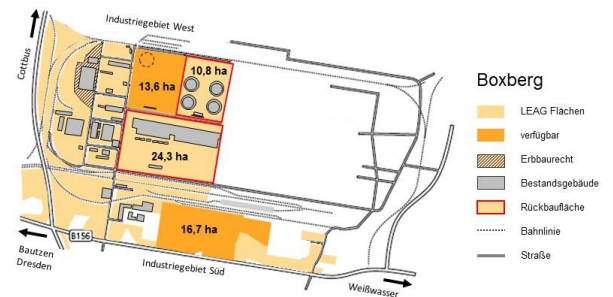 Industriegebiet West
Cottbus
13,6 ha
10,8 ha
24,3 ha
16,7 ha
B156
Bautzen
Dresden
Industriegebiet Süd
Weißwasser
Boxberg
LEAG Flächen
verfügbar
Erbbaurecht
Bestandsgebäude
Rückbaufläche
Bahnlinie
Straße